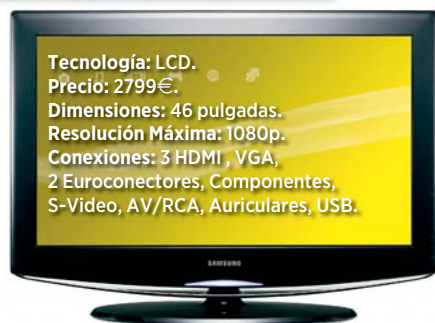 Tecnología: LCD.
Precio: 2799€.
Dimensiones: 46 pulgadas.
Resolución Máxima: 1080p.
Conexiones: 3 HDMI , VGA,
2 Euroconectores, Componentes,
S-Video, AV/RCA, Auriculares, USB.
SAMSUNG